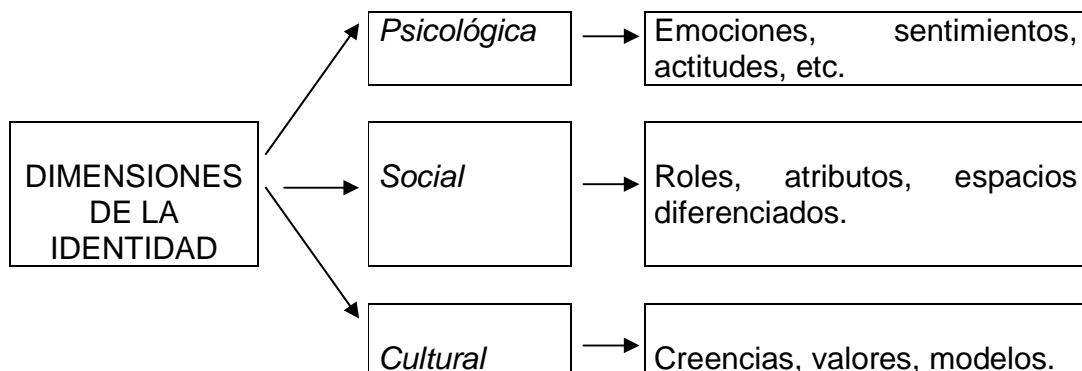 Psicológica
Emociones, sentimientos,
actitudes, etc.
DIMENSIONES
DE LA
IDENTIDAD
Social
Roles, atributos, espacios
diferenciados.
Cultural
Creencias, valores, modelos.